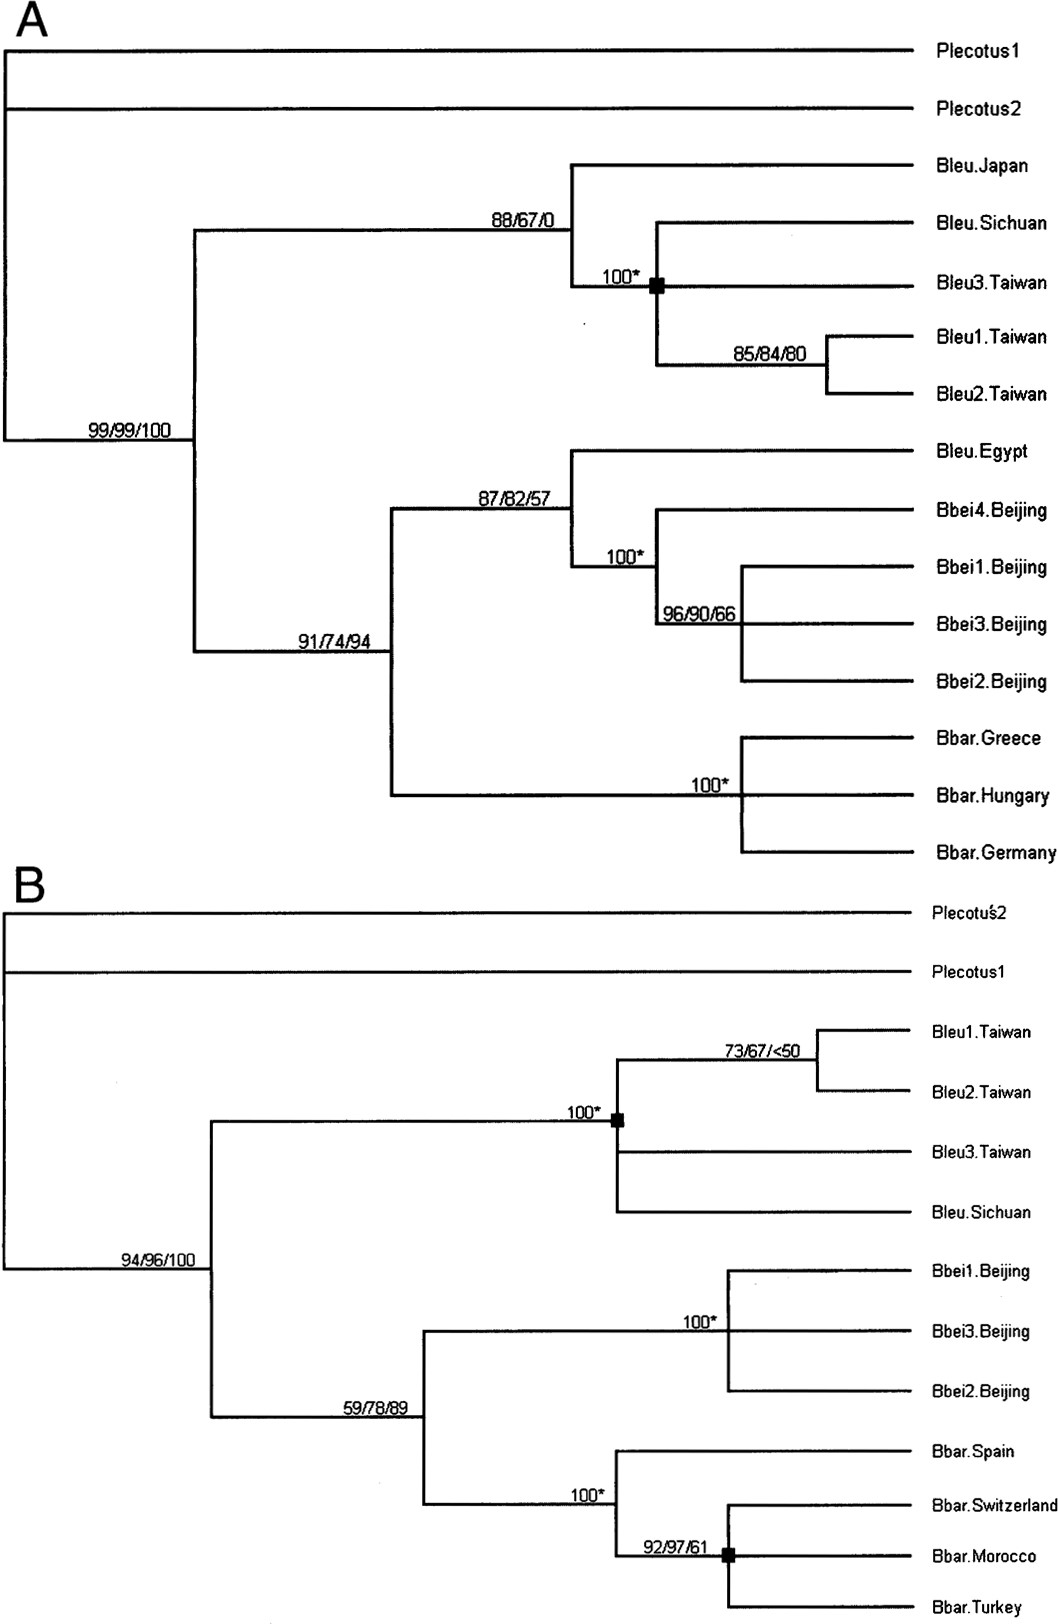 A
Plecotus1
Plecotus2
Bleu.Japan
88/67/0
Bleu.Sichuan
100*
Bleu3.Taiwan
Bleu1.Taiwan
85/84/80
Bleu2.Taiwan
99/99/100
Bleu.Egypt
87/82/57
Bbei4.Beijing
100*
Bbei1.Beijing
96/90/66
Bbei3.Beijing
91/74/94
Bbei2.Beijing
Bbar.Greece
100*
Bbar.Hungary
Bbar.Germany
B
Plecotus2
Plecotus1
Bleu1.Taiwan
73/67/<50
Bleu2.Taiwan
100*
Bleu3.Taiwan
Bleu.Sichuan
94/96/100
Bbei1.Beijing
100*
Bbei3.Beijing
Bbei2.Beijing
59/78/89
Bbar.Spain
100*
Bbar.Switzerland
92/97/61
Bbar.Morocco
Bbar.Turkey